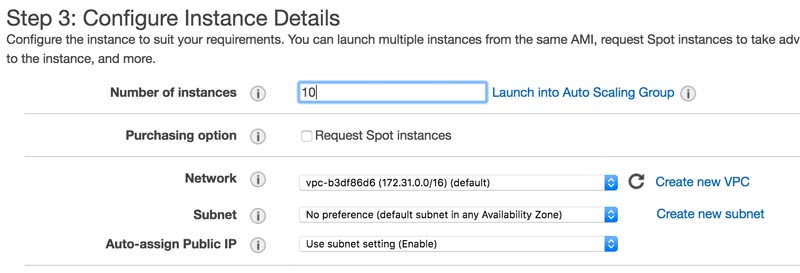 Step 3: Configure Instance Details
Configure the instance to suit your requirements. You can launch multiple instances from the same AMI, request Spot instances to take adv
to the instance, and more.
Number of instances i 10 Launch into Auto Scaling Group i
Purchasing option i Request Spot instances
Network i vpc-b3df86d6 (172.31.0.0/16) (default) Create new VPC
Subnet i No preference (default subnet in any Availability Zone) Create new subnet
Auto-assign Public IP i Use subnet setting (Enable)